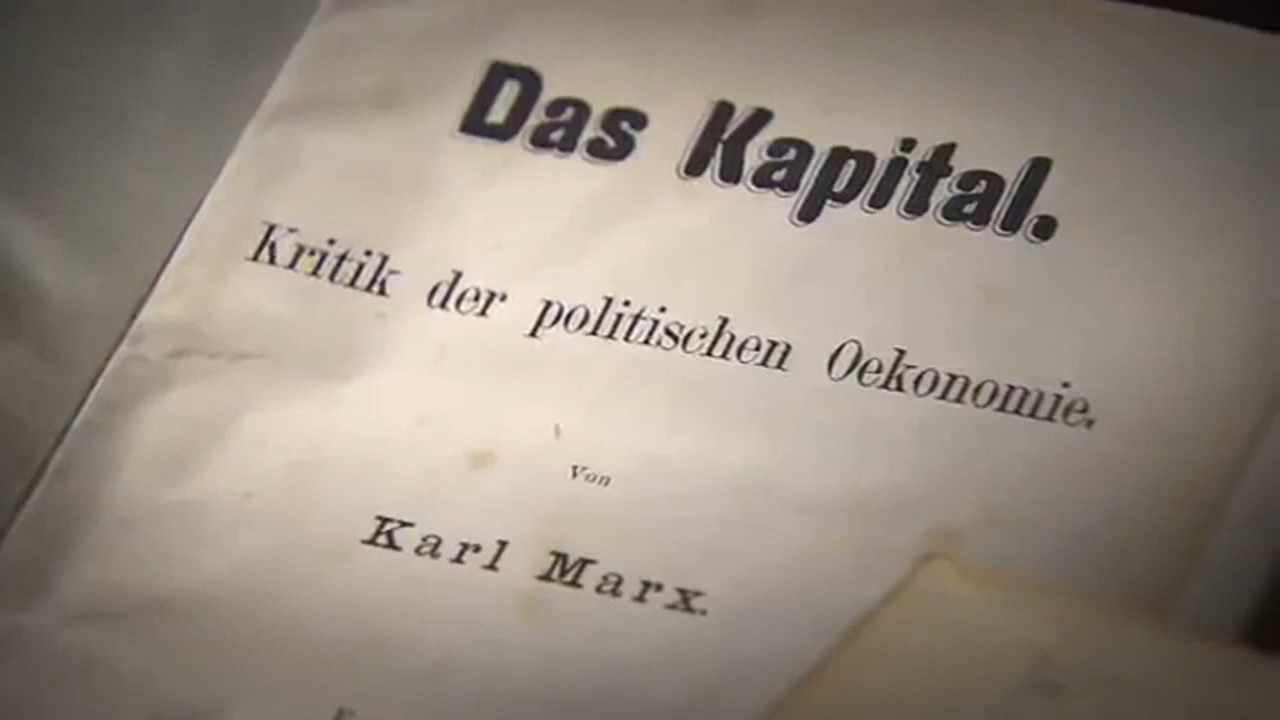 Das Kapital.
Kritik der politischen Oekonomie.
Von
Karl Marx.